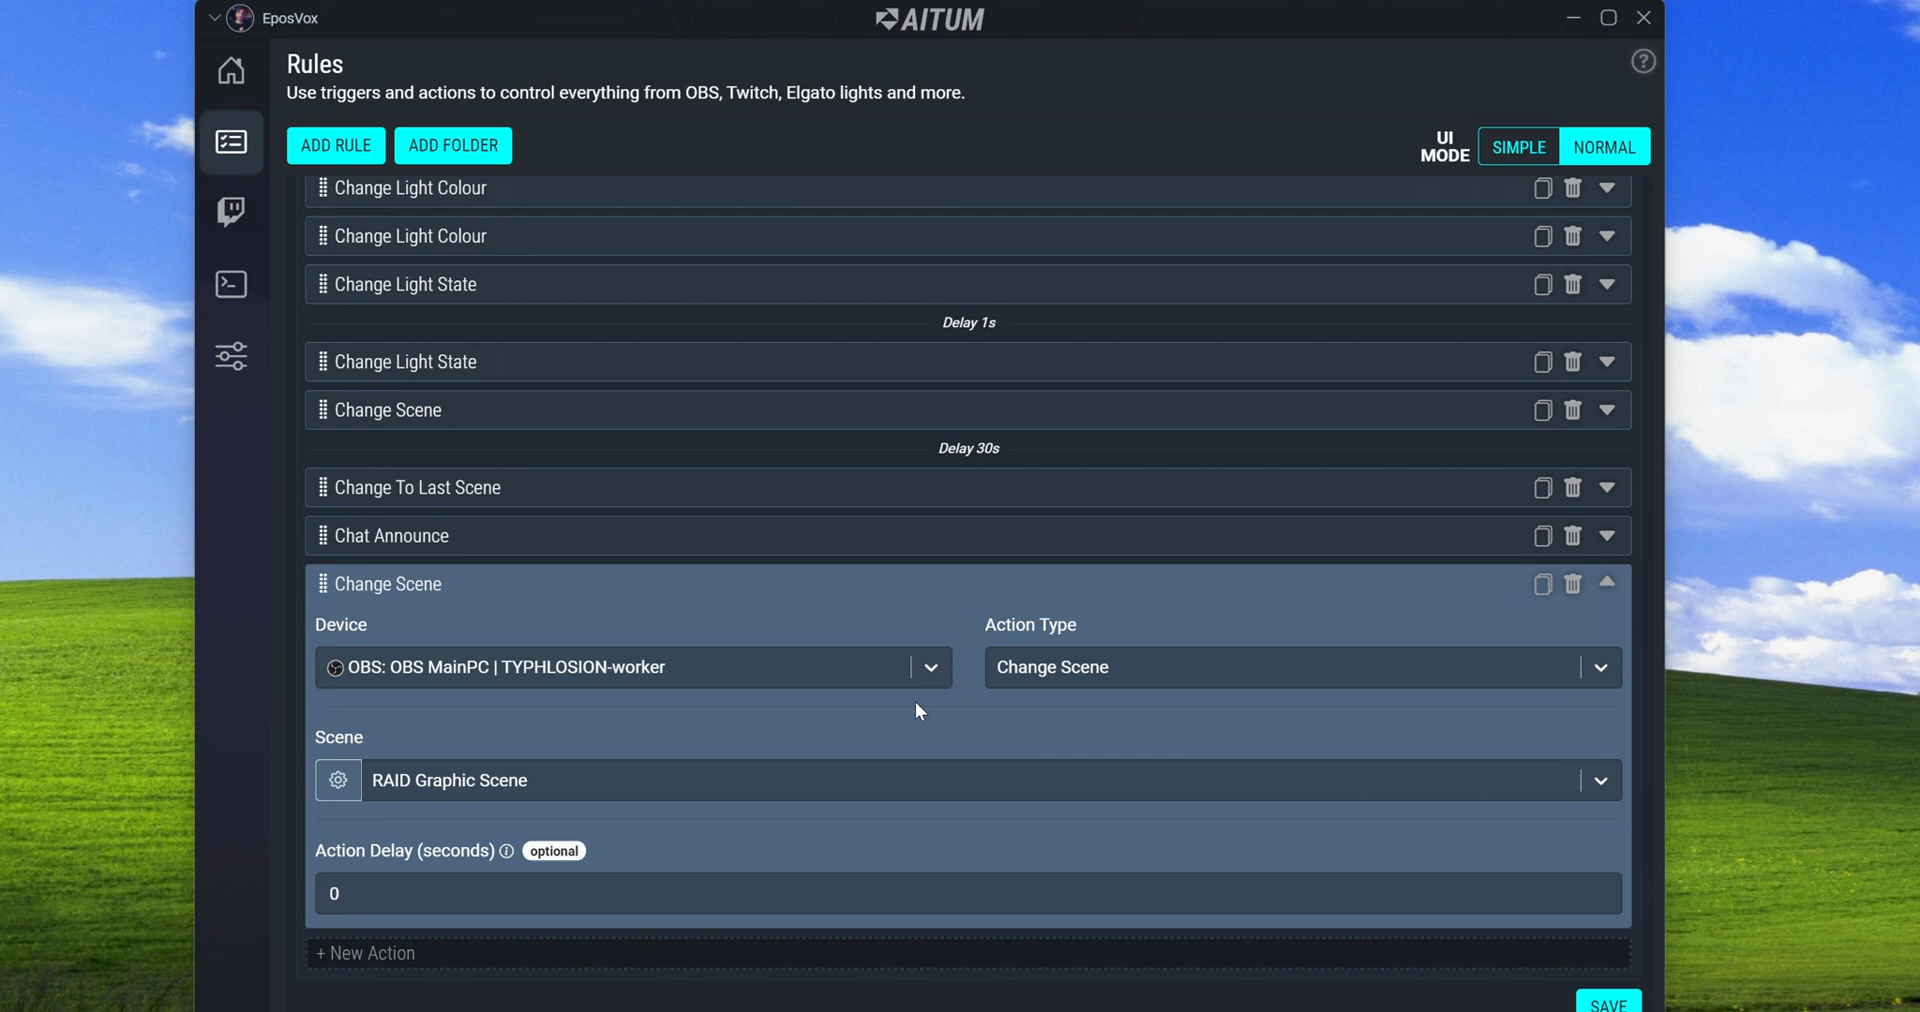 EposVox
AITUM
Rules
Use triggers and actions to control everything from OBS, Twitch, Elgato lights and more.
ADD RULE
ADD FOLDER
UI
MODE
SIMPLE
NORMAL
Change Light Colour
Change Light Colour
Change Light State
Delay 1s
Change Light State
Change Scene
Delay 30s
Change To Last Scene
Chat Announce
Change Scene
Device
Action Type
OBS: OBS MainPC | TYPHLOSION-worker
Change Scene
Scene
RAID Graphic Scene
Action Delay (seconds) optional
0
+ New Action
SAVE